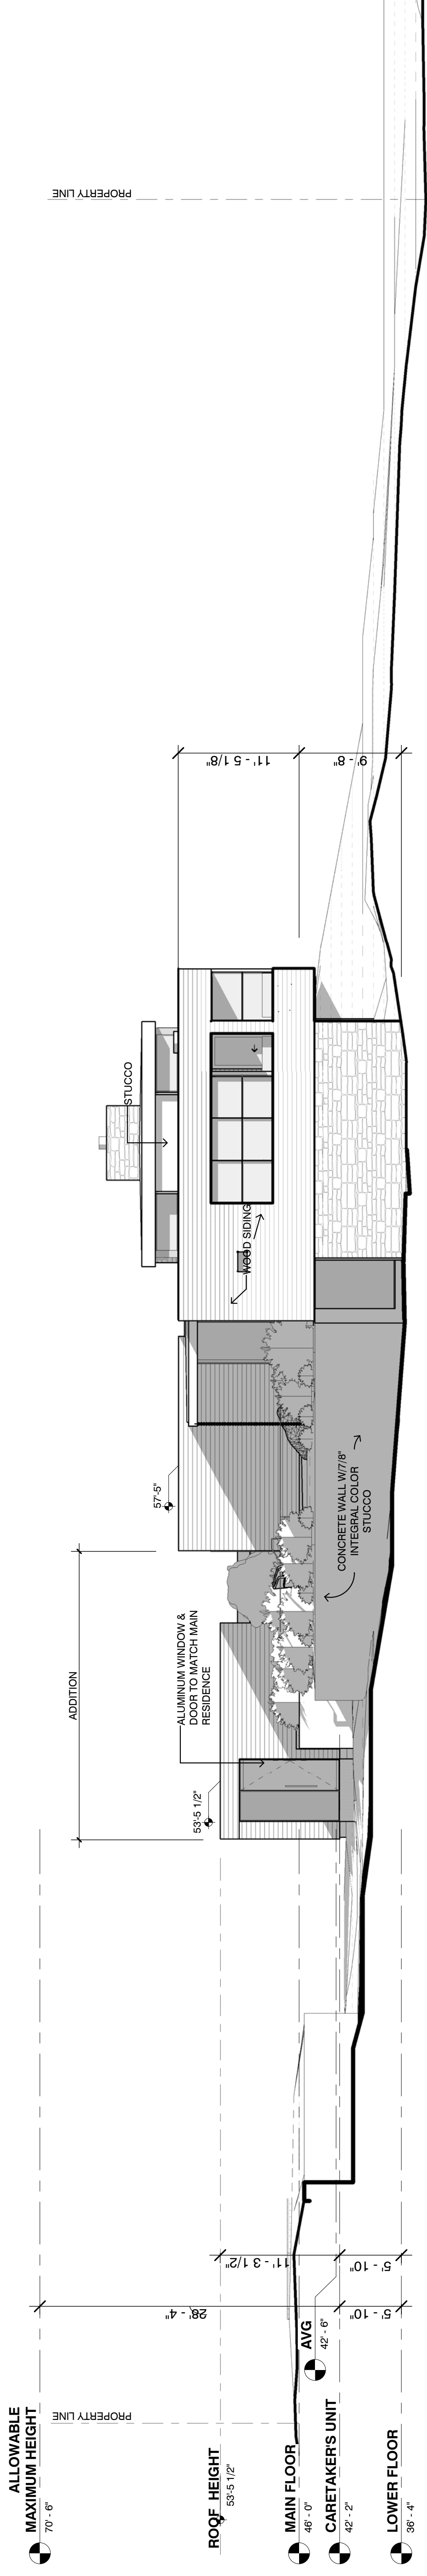 ALLOWABLE
MAXIMUM HEIGHT
70' - 6"
ROOF HEIGHT
53'-5 1/2"
MAIN FLOOR
46' - 0"
CARETAKER'S UNIT
42' - 2"
LOWER FLOOR
36' - 4"
AVG
42' - 6"
PROPERTY LINE
28' - 4"
5' - 10"
11' - 3 1/2"
5' - 10"
ADDITION
53'-5 1/2"
ALUMINUM WINDOW &
DOOR TO MATCH MAIN
RESIDENCE
57'-5"
CONCRETE WALL W/7/8"
INTEGRAL COLOR
STUCCO
WOOD SIDING
STUCCO
11' - 5 1/8"
9' - 8"
PROPERTY LINE